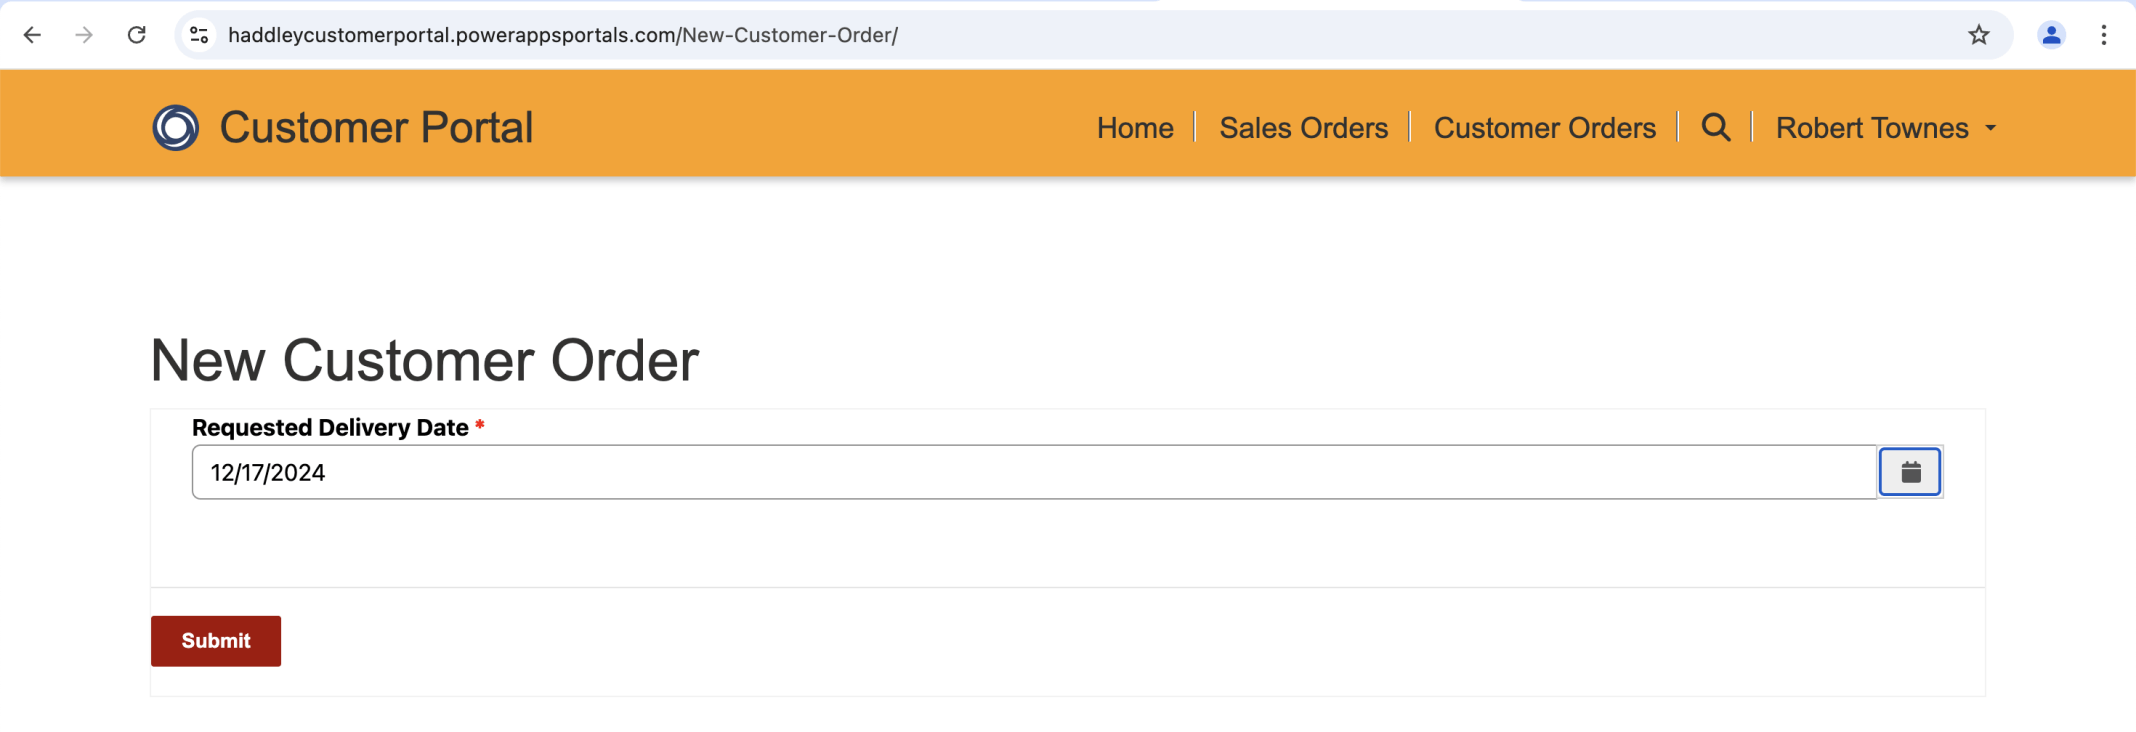 haddleycustomerportal.powerappsportals.com/New-Customer-Order/
Customer Portal
Home
Sales Orders
Customer Orders
Robert Townes
New Customer Order
Requested Delivery Date *
12/17/2024
Submit